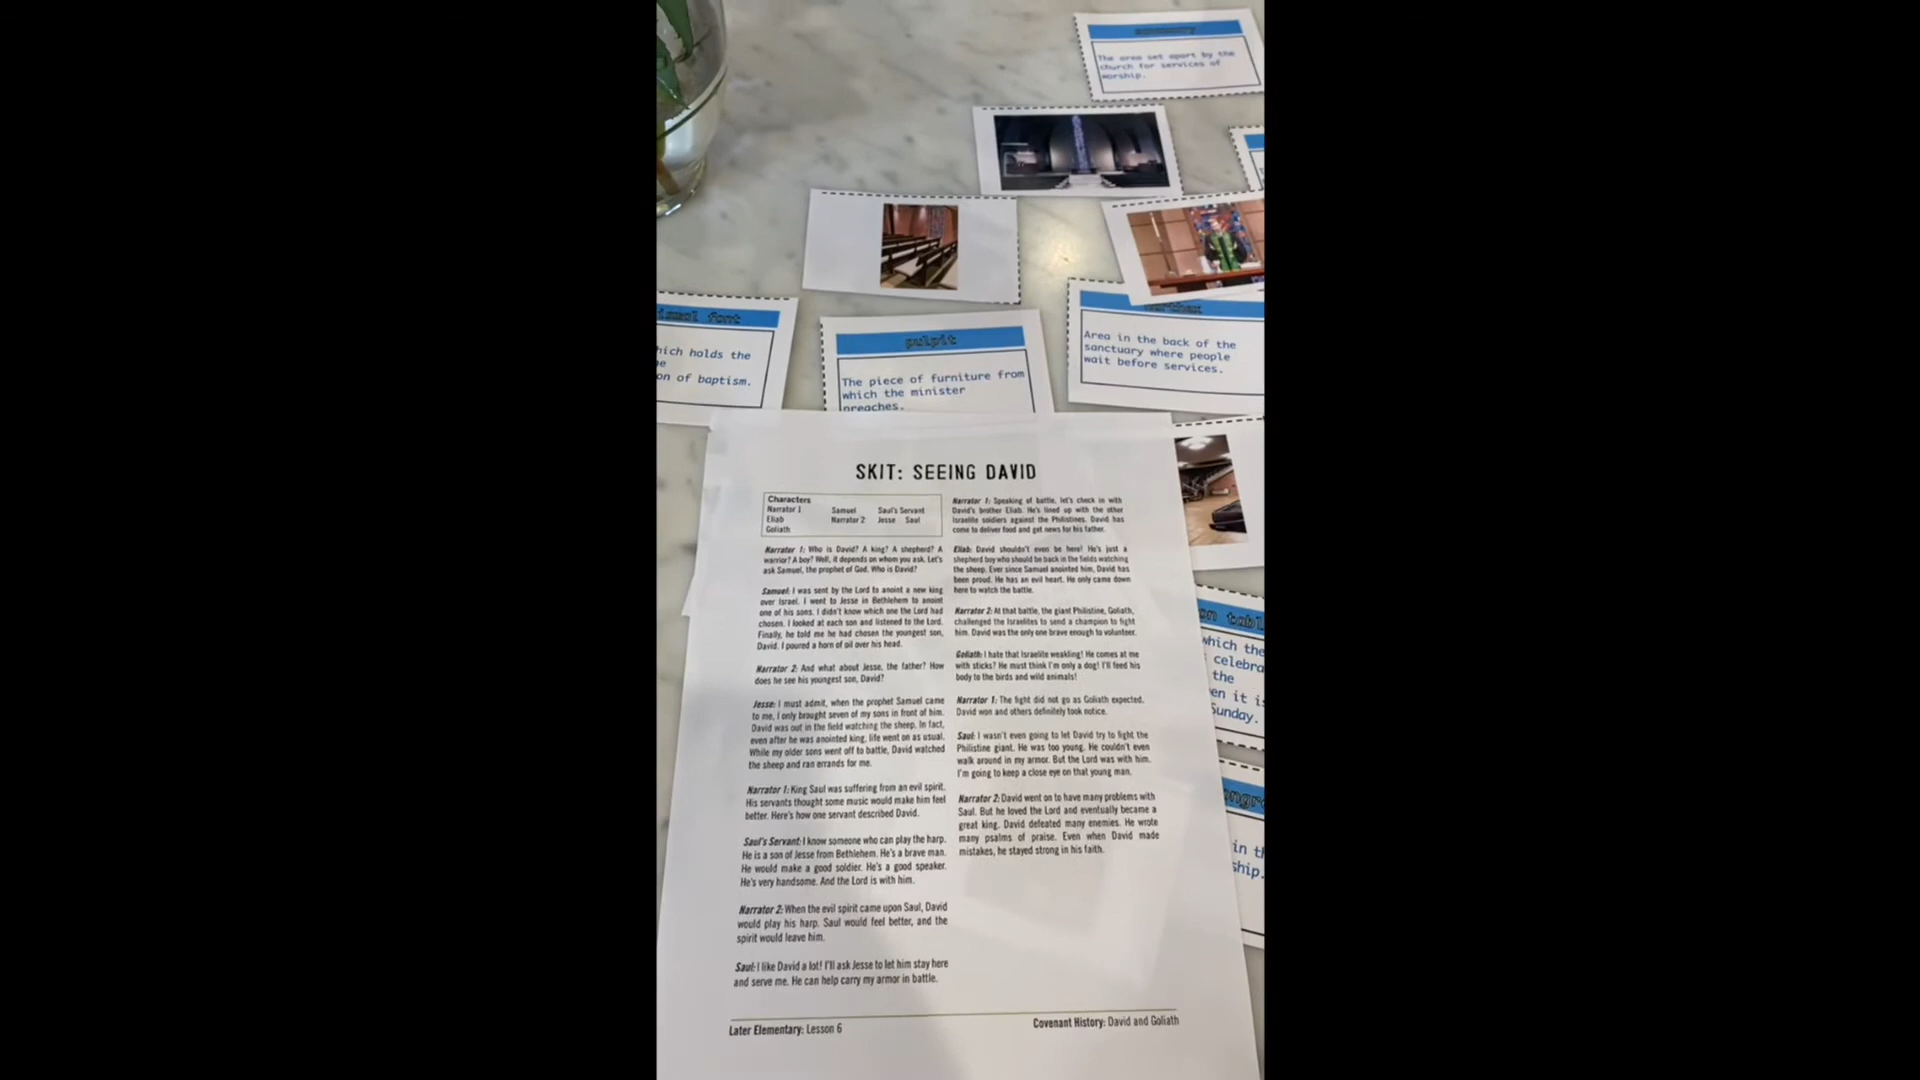 The area set apart by the
church for services of
worship.
font
which holds the
on of baptism.
pulpit
The piece of furniture from
which the minister
preaches.
Area in the back of the
sanctuary where people
wait before services.
SKIT: SEEING DAVID
Characters
Narrator 1
Samuel
Saul's Servant
Eliab
Narrator 2
Jesse
Saul
Goliath
Narrator 1: Who is David? A king? A shepherd? A
warrior? A boy? Well, it depends on whom you ask. Let's
ask Samuel, the prophet of God. Who is David?
Samuel: I was sent by the Lord to anoint a new king
over Israel. I went to Jesse in Bethlehem to anoint
one of his sons. I didn't know which one the Lord had
chosen. I looked at each son and listened to the Lord.
Finally, he told me he had chosen the youngest son,
David. I poured a horn of oil over his head.
Narrator 2: And what about Jesse, the father? How
does he see his youngest son, David?
Jesse: I must admit, when the prophet Samuel came
to me, I only brought seven of my sons in front of him.
David was out in the field watching the sheep. In fact,
even after he was anointed king, life went on as usual.
While my older sons went off to battle, David watched
the sheep and ran errands for me.
Narrator 1: King Saul was suffering from an evil spirit.
His servants thought some music would make him feel
better. Here's how one servant described David.
Saul's Servant: I know someone who can play the harp.
He is a son of Jesse from Bethlehem. He's a brave man.
He would make a good soldier. He's a good speaker.
He's very handsome. And the Lord is with him.
Narrator 2: When the evil spirit came upon Saul, David
would play his harp. Saul would feel better, and the
spirit would leave him.
Saul: I like David a lot! I'll ask Jesse to let him stay here
and serve me. He can help carry my armor in battle.
Narrator 1: Speaking of battle, let's check in with
David's brother Eliab. He's lined up with the other
Israelite soldiers against the Philistines. David has
come to deliver food and get news for his father.
Eliab: David shouldn't even be here! He's just a
shepherd boy who should be back in the fields watching
the sheep. Ever since Samuel anointed him, David has
been proud. He has an evil heart. He only came down
here to watch the battle.
Narrator 2: At that battle, the giant Philistine, Goliath,
challenged the Israelites to send a champion to fight
him. David was the only one brave enough to volunteer.
Goliath: I hate that Israelite weakling! He comes at me
with sticks? He must think I'm only a dog! I'll feed his
body to the birds and wild animals!
Narrator 1: The fight did not go as Goliath expected.
David won and others definitely took notice.
Saul: I wasn't even going to let David try to fight the
Philistine giant. He was too young. He couldn't even
walk around in my armor. But the Lord was with him.
I'm going to keep a close eye on that young man.
Narrator 2: David went on to have many problems with
Saul. But he loved the Lord and eventually became a
great king. David defeated many enemies. He wrote
many psalms of praise. Even when David made
mistakes, he stayed strong in his faith.
Later Elementary: Lesson 6
Covenant History: David and Goliath
on tabl
which the
celebra
the
en it is
Sunday.
ongre
in th
ship.